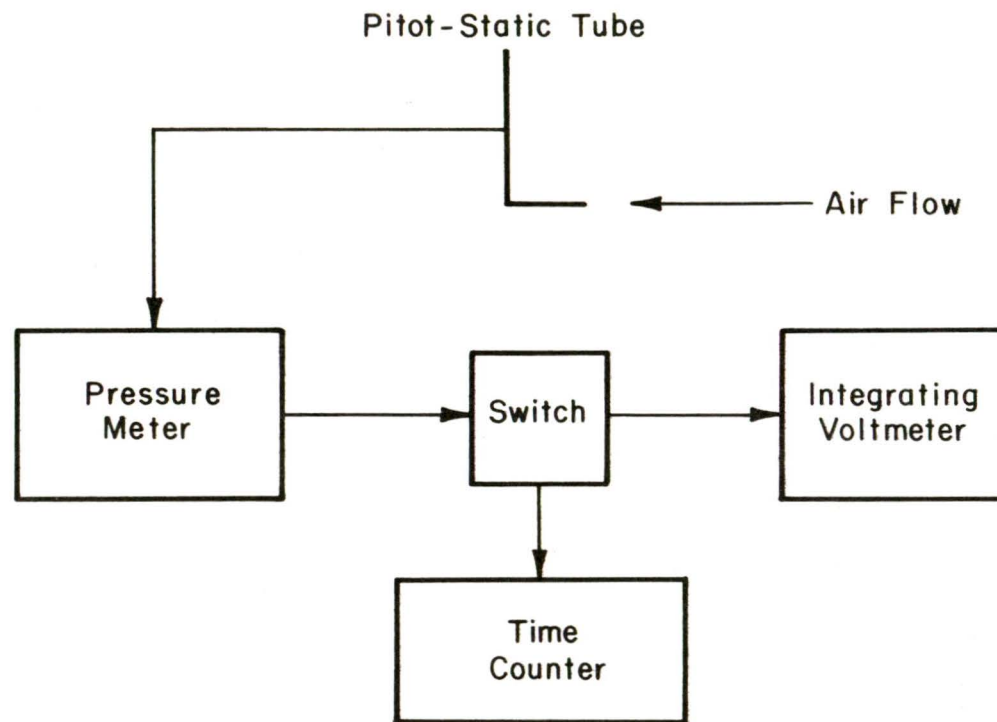 Pitot-Static Tube
Air Flow
Pressure
Meter
Switch
Integrating
Voltmeter
Time
Counter